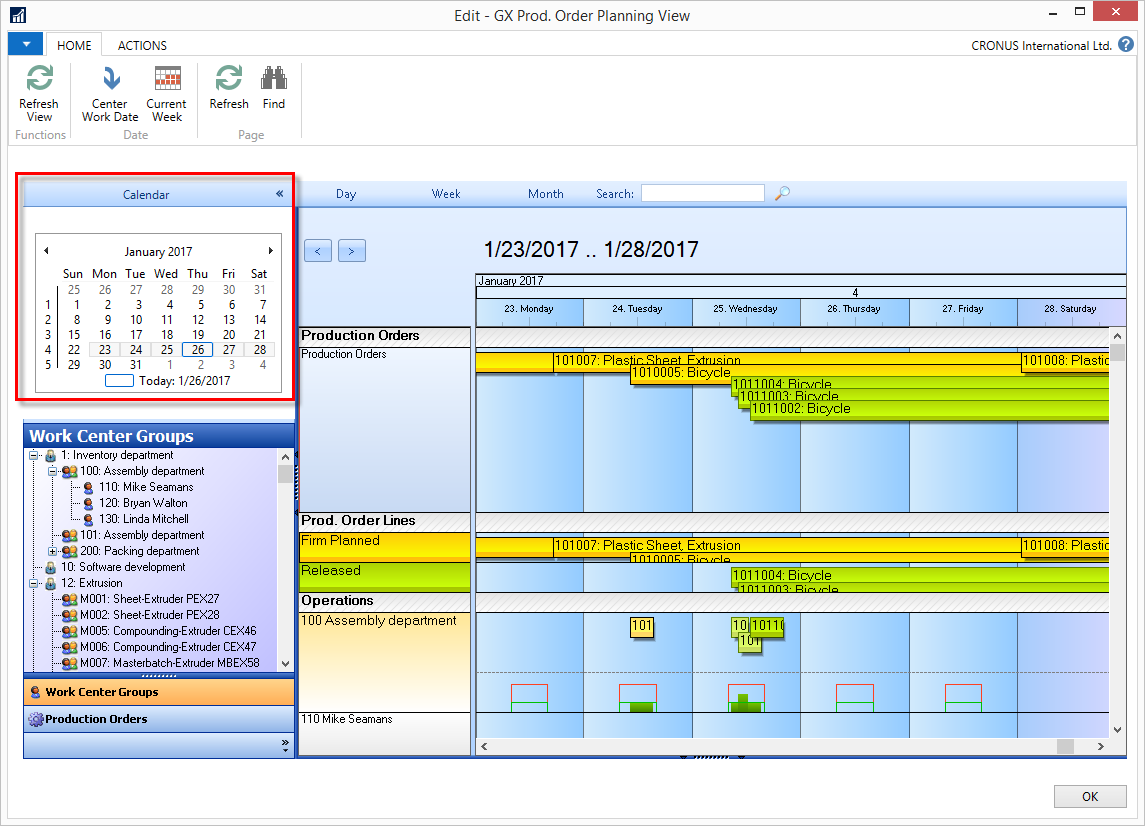 Edit - GX Prod. Order Planning View
HOME
ACTIONS
CRONUS International Ltd.
?
Refresh View
Center Work Date
Current Week
Refresh
Find
Functions
Date
Page
Calendar «
Day Week Month Search:
January 2017
Sun Mon Tue Wed Thu Fri Sat
25 26 27 28 29 30 31
1 1 2 3 4 5 6 7
2 8 9 10 11 12 13 14
3 15 16 17 18 19 20 21
4 22 23 24 25 26 27 28
5 29 30 31 1 2 3 4
Today: 1/26/2017
Work Center Groups
1: Inventory department
100: Assembly department
110: Mike Seamans
120: Bryan Walton
130: Linda Mitchell
101: Assembly department
200: Packing department
10: Software development
12: Extrusion
M001: Sheet-Extruder PEX27
M002: Sheet-Extruder PEX28
M005: Compounding-Extruder CEX46
M006: Compounding-Extruder CEX47
M007: Masterbatch-Extruder MBEX58
Work Center Groups
Production Orders
»
< >
1/23/2017 .. 1/28/2017
January 2017
4
23. Monday 24. Tuesday 25. Wednesday 26. Thursday 27. Friday 28. Saturday
Production Orders
Production Orders
101007: Plastic Sheet, Extrusion
101008: Plastic
1010005: Bicycle
1011004: Bicycle
1011003: Bicycle
1011002: Bicycle
Prod. Order Lines
Firm Planned
101007: Plastic Sheet, Extrusion
101008: Plastic
1010005: Bicycle
Released
1011004: Bicycle
1011003: Bicycle
Operations
100 Assembly department
101
10
1011
101
110 Mike Seamans
OK